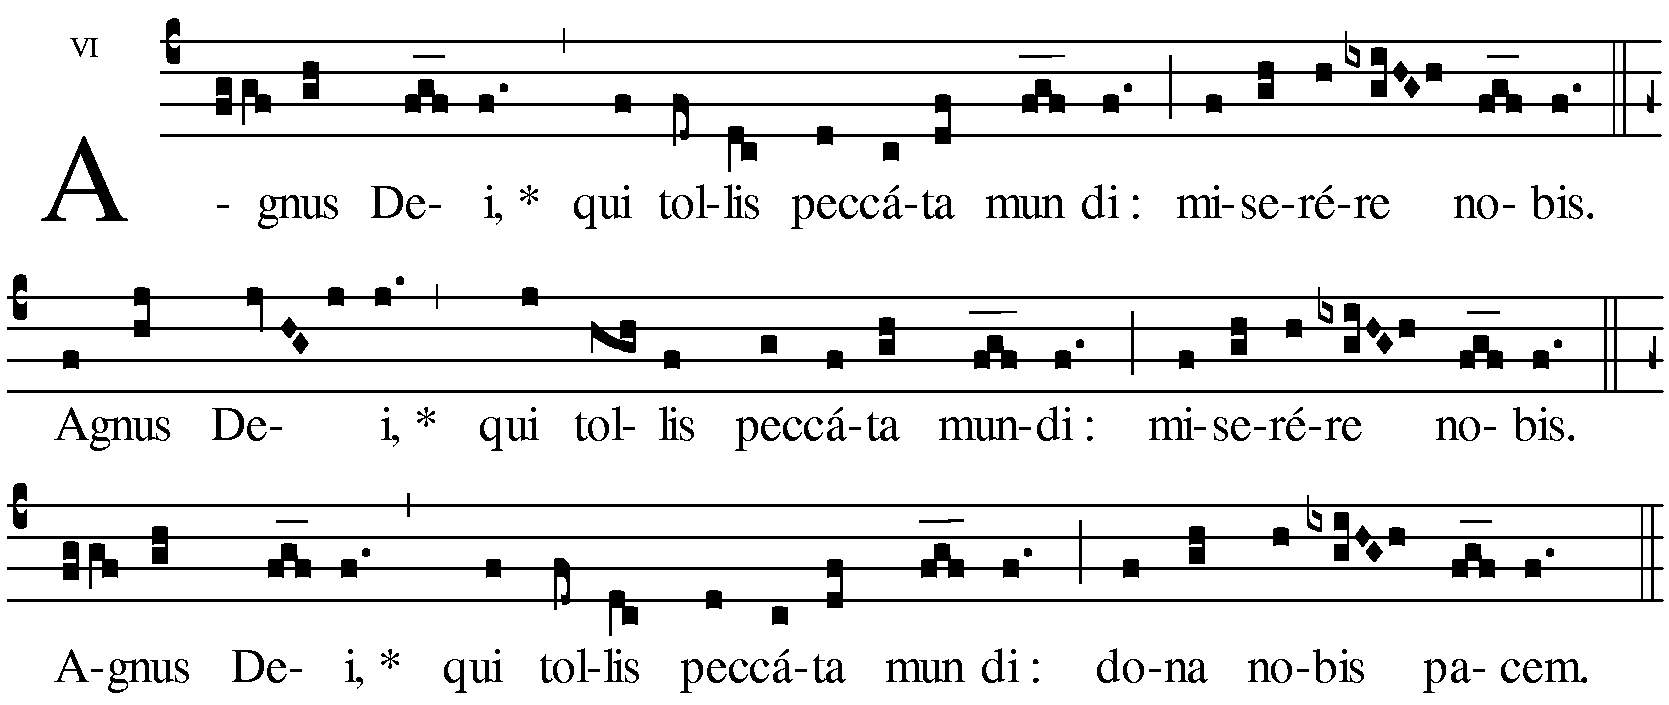 VI
A - gnus De- i, * qui tol-lis peccá-ta mun di : mi-se-ré-re no- bis.
Agnus De- i, * qui tol- lis peccá-ta mun-di : mi-se-ré-re no- bis.
A-gnus De- i, * qui tol-lis peccá-ta mun di : do-na no-bis pa- cem.